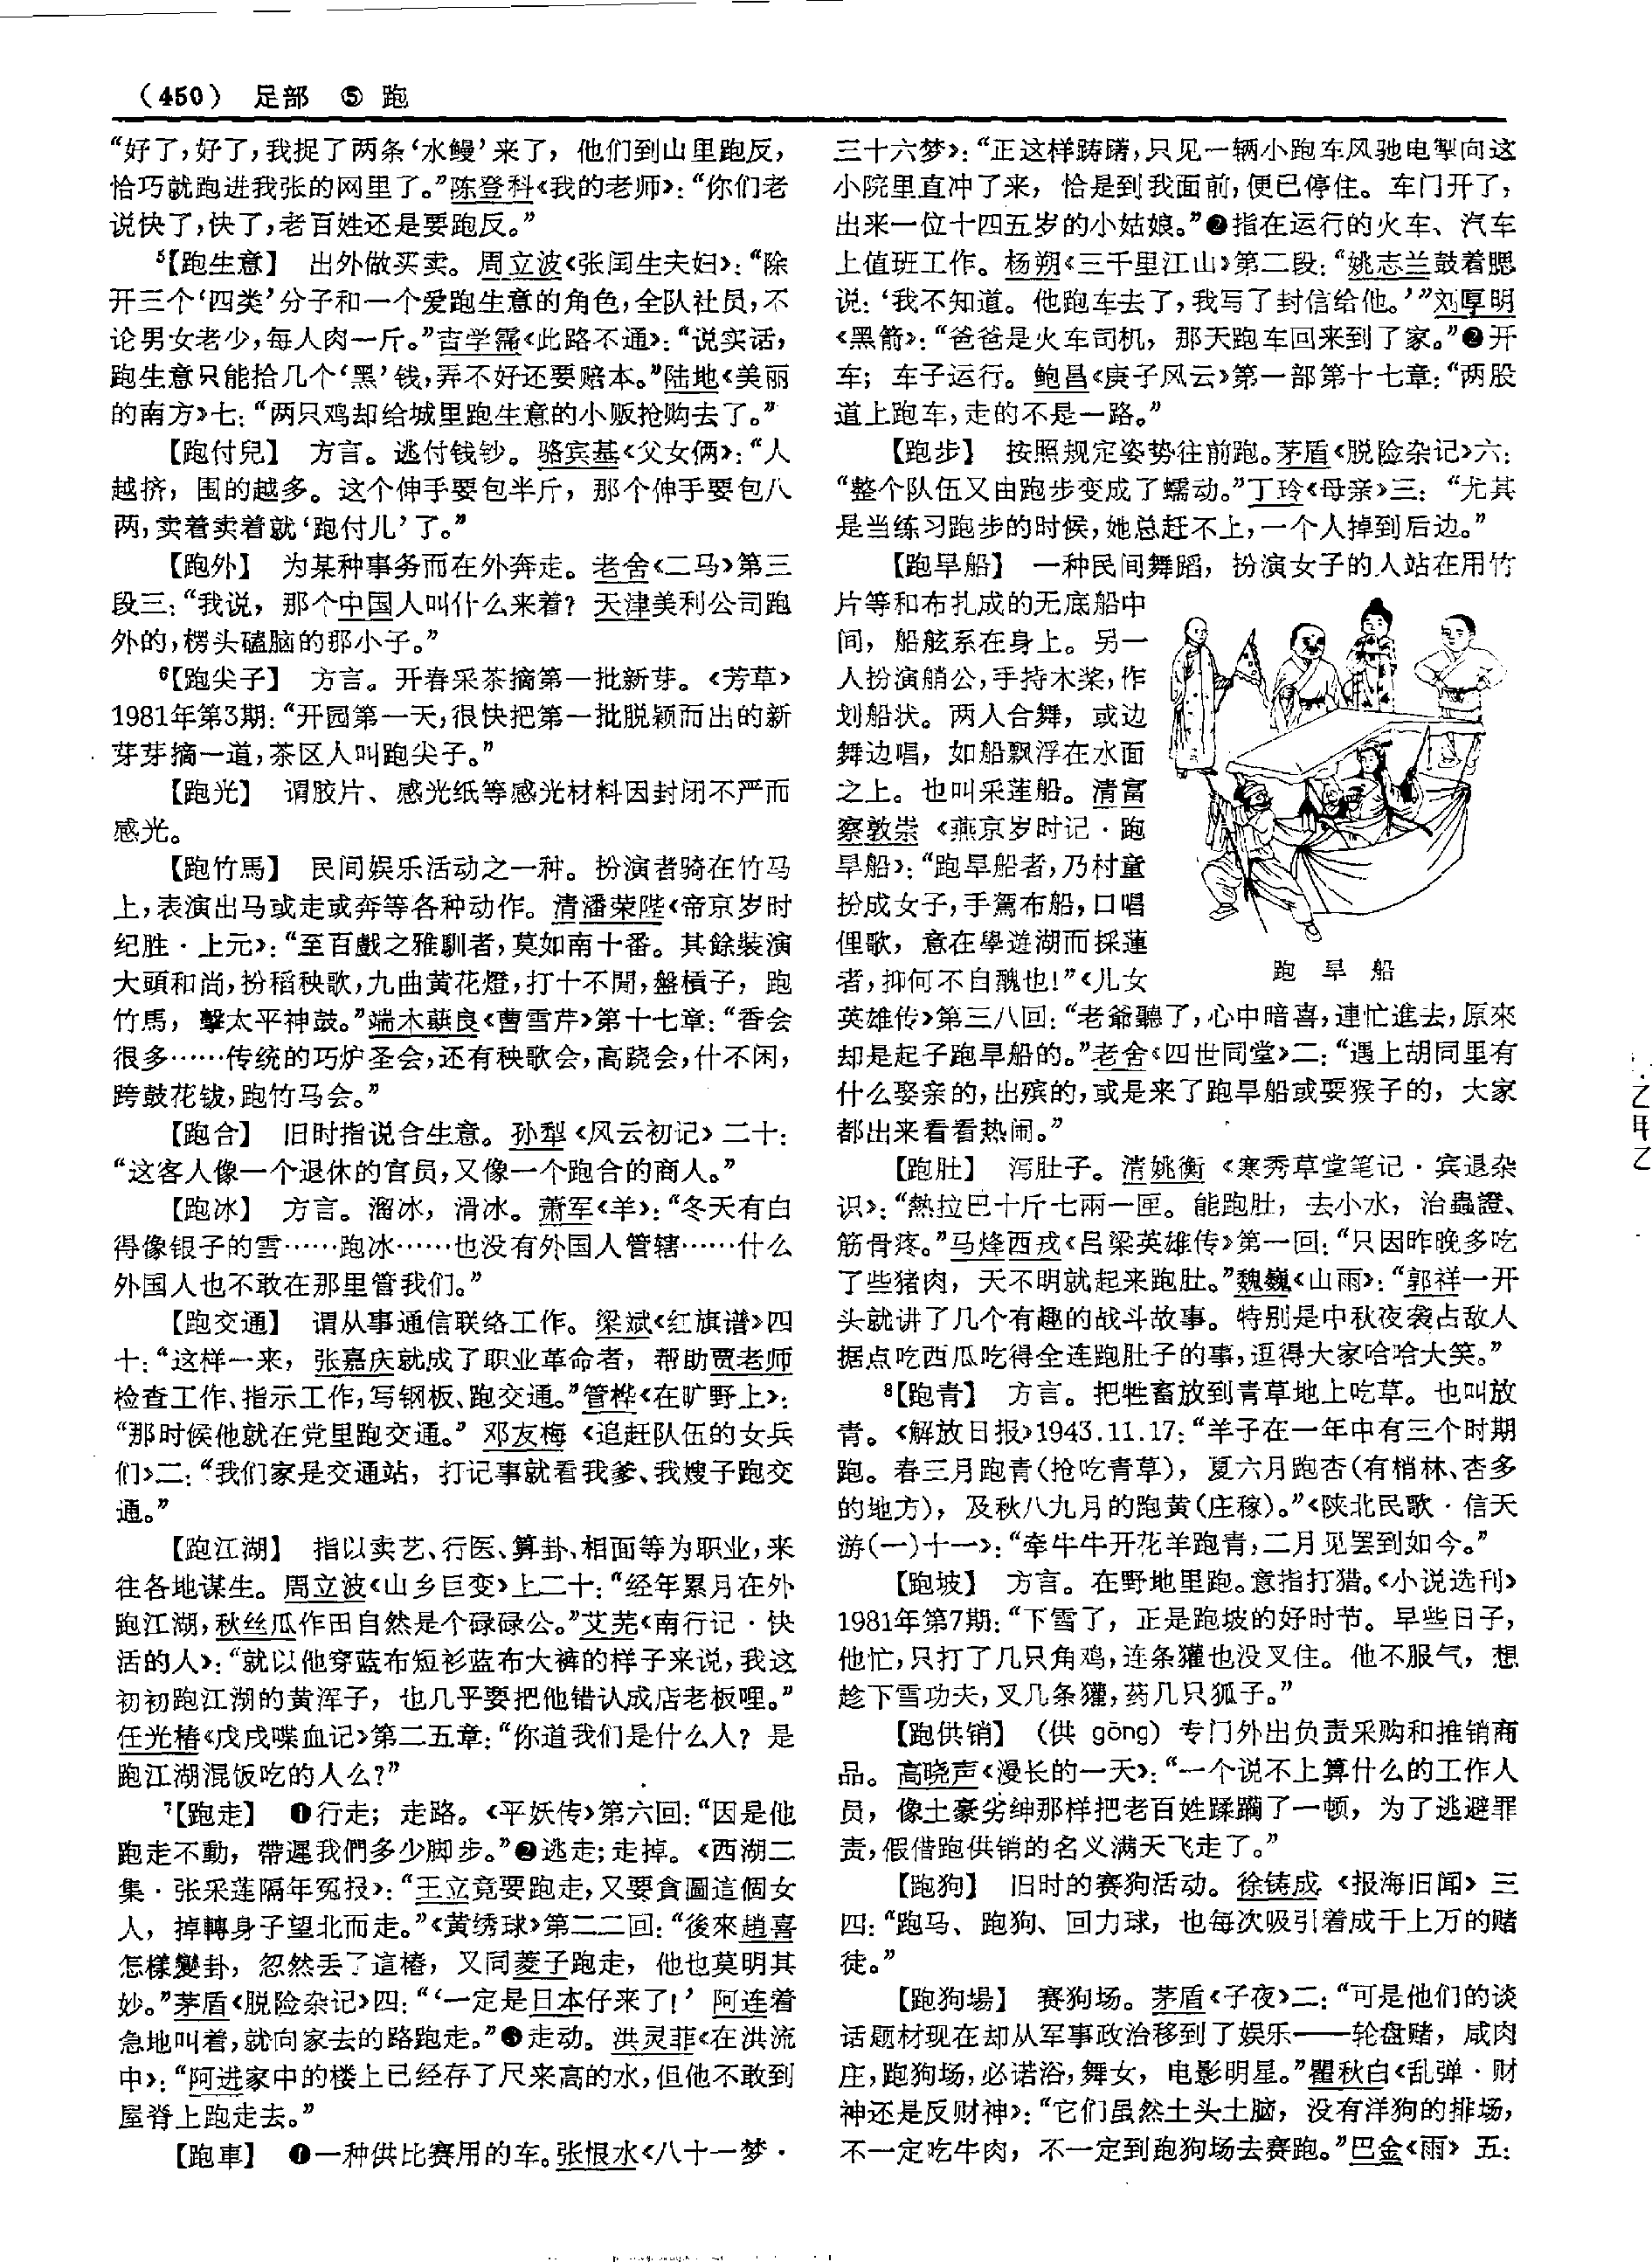 （450） 足部 ⑤ 跑
“好了，好了，我捉了两条‘水鳗’来了，他们到山里跑反，
恰巧就跑进我张的网里了。”陈登科《我的老师》：“你们老
说快了，快了，老百姓还是要跑反。”
⁵【跑生意】 出外做买卖。周立波《张闰生夫妇》：“除
开三个‘四类’分子和一个爱跑生意的角色，全队社员，不
论男女老少，每人肉一斤。”吉学霈《此路不通》：“说实话，
跑生意只能拾几个‘黑’钱，弄不好还要赔本。”陆地《美丽
的南方》七：“两只鸡却给城里跑生意的小贩抢购去了。”
【跑付兒】 方言。逃付钱钞。骆宾基《父女俩》：“人
越挤，围的越多。这个伸手要包半斤，那个伸手要包八
两，卖着卖着就‘跑付儿’了。”
【跑外】 为某种事务而在外奔走。老舍《二马》第三
段三：“我说，那个中国人叫什么来着？天津美利公司跑
外的，楞头磕脑的那小子。”
⁶【跑尖子】 方言。开春采茶摘第一批新芽。《芳草》
1981年第3期：“开园第一天，很快把第一批脱颖而出的新
芽芽摘一道，茶区人叫跑尖子。”
【跑光】 谓胶片、感光纸等感光材料因封闭不严而
感光。
【跑竹馬】 民间娱乐活动之一种。扮演者骑在竹马
上，表演出马或走或奔等各种动作。清潘荣陛《帝京岁时
纪胜·上元》：“至百戲之雅馴者，莫如南十番。其餘裝演
大頭和尚，扮稻秧歌，九曲黄花燈，打十不閒，盤槓子，跑
竹馬，擊太平神鼓。”端木蕻良《曹雪芹》第十七章：“香会
很多……传统的巧炉圣会，还有秧歌会，高跷会，什不闲，
跨鼓花钹，跑竹马会。”
【跑合】 旧时指说合生意。孙犁《风云初记》二十：
“这客人像一个退休的官员，又像一个跑合的商人。”
【跑冰】 方言。溜冰，滑冰。萧军《羊》：“冬天有白
得像银子的雪……跑冰……也没有外国人管辖……什么
外国人也不敢在那里管我们。”
【跑交通】 谓从事通信联络工作。梁斌《红旗谱》四
十：“这样一来，张嘉庆就成了职业革命者，帮助贾老师
检查工作、指示工作，写钢板、跑交通。”管桦《在旷野上》：
“那时候他就在党里跑交通。”邓友梅《追赶队伍的女兵
们》二：“我们家是交通站，打记事就看我爹、我嫂子跑交
通。”
【跑江湖】 指以卖艺、行医、算卦、相面等为职业，来
往各地谋生。周立波《山乡巨变》上二十：“经年累月在外
跑江湖，秋丝瓜作田自然是个碌碌公。”艾芜《南行记·快
活的人》：“就以他穿蓝布短衫蓝布大裤的样子来说，我这
初初跑江湖的黄浑子，也几乎要把他错认成店老板哩。”
任光椿《戊戌喋血记》第二五章：“你道我们是什么人？是
跑江湖混饭吃的人么？”
⁷【跑走】 ❶行走；走路。《平妖传》第六回：“因是他
跑走不動，帶遲我們多少脚步。”❷逃走；走掉。《西湖二
集·张采莲隔年冤报》：“王立竟要跑走，又要貪圖這個女
人，掉轉身子望北而走。”《黄绣球》第二二回：“後來趙喜
怎樣變卦，忽然丢了這樁，又同菱子跑走，他也莫明其
妙。”茅盾《脱险杂记》四：“‘一定是日本仔来了！’阿连着
急地叫着，就向家去的路跑走。”❸走动。洪灵菲《在洪流
中》：“阿进家中的楼上已经存了尺来高的水，但他不敢到
屋脊上跑走去。”
【跑車】 ❶一种供比赛用的车。张恨水《八十一梦·
三十六梦》：“正这样踌躇，只见一辆小跑车风驰电掣向这
小院里直冲了来，恰是到我面前，便已停住。车门开了，
出来一位十四五岁的小姑娘。”❷指在运行的火车、汽车
上值班工作。杨朔《三千里江山》第二段：“姚志兰鼓着腮
说：‘我不知道。他跑车去了，我写了封信给他。’”刘厚明
《黑箭》：“爸爸是火车司机，那天跑车回来到了家。”❷开
车；车子运行。鲍昌《庚子风云》第一部第十七章：“两股
道上跑车，走的不是一路。”
【跑步】 按照规定姿势往前跑。茅盾《脱险杂记》六：
“整个队伍又由跑步变成了蠕动。”丁玲《母亲》三：“尤其
是当练习跑步的时候，她总赶不上，一个人掉到后边。”
【跑旱船】 一种民间舞蹈，扮演女子的人站在用竹
片等和布扎成的无底船中
间，船舷系在身上。另一
人扮演艄公，手持木桨，作
划船状。两人合舞，或边
舞边唱，如船飘浮在水面
之上。也叫采莲船。清富
察敦崇《燕京岁时记·跑
旱船》：“跑旱船者，乃村童
扮成女子，手駕布船，口唱
俚歌，意在學遊湖而採蓮
者，抑何不自醜也！”《儿女
跑 旱 船
英雄传》第三八回：“老爺聽了，心中暗喜，連忙進去，原來
却是起子跑旱船的。”老舍《四世同堂》二：“遇上胡同里有
什么娶亲的，出殡的，或是来了跑旱船或耍猴子的，大家
都出来看看热闹。”
【跑肚】 泻肚子。清姚衡《寒秀草堂笔记·宾退杂
识》：“熱拉巴十斤七兩一匣。能跑肚，去小水，治蟲證、
筋骨疼。”马烽西戎《吕梁英雄传》第一回：“只因昨晚多吃
了些猪肉，天不明就起来跑肚。”魏巍《山雨》：“郭祥一开
头就讲了几个有趣的战斗故事。特别是中秋夜袭占敌人
据点吃西瓜吃得全连跑肚子的事，逗得大家哈哈大笑。”
⁸【跑青】 方言。把牲畜放到青草地上吃草。也叫放
青。《解放日报》1943.11.17：“羊子在一年中有三个时期
跑。春三月跑青（抢吃青草），夏六月跑杏（有梢林、杏多
的地方），及秋八九月的跑黄（庄稼）。”《陕北民歌·信天
游（一）十一》：“牵牛牛开花羊跑青，二月见罢到如今。”
【跑坡】 方言。在野地里跑。意指打猎。《小说选刊》
1981年第7期：“下雪了，正是跑坡的好时节。早些日子，
他忙，只打了几只角鸡，连条獾也没叉住。他不服气，想
趁下雪功夫，叉几条獾，药几只狐子。”
【跑供销】 （供 gōng）专门外出负责采购和推销商
品。高晓声《漫长的一天》：“一个说不上算什么的工作人
员，像土豪劣绅那样把老百姓蹂躏了一顿，为了逃避罪
责，假借跑供销的名义满天飞走了。”
【跑狗】 旧时的赛狗活动。徐铸成《报海旧闻》三
四：“跑马、跑狗、回力球，也每次吸引着成千上万的赌
徒。”
【跑狗場】 赛狗场。茅盾《子夜》二：“可是他们的谈
话题材现在却从军事政治移到了娱乐——轮盘赌，咸肉
庄，跑狗场，必诺浴，舞女，电影明星。”瞿秋白《乱弹·财
神还是反财神》：“它们虽然土头土脑，没有洋狗的排场，
不一定吃牛肉，不一定到跑狗场去赛跑。”巴金《雨》五：